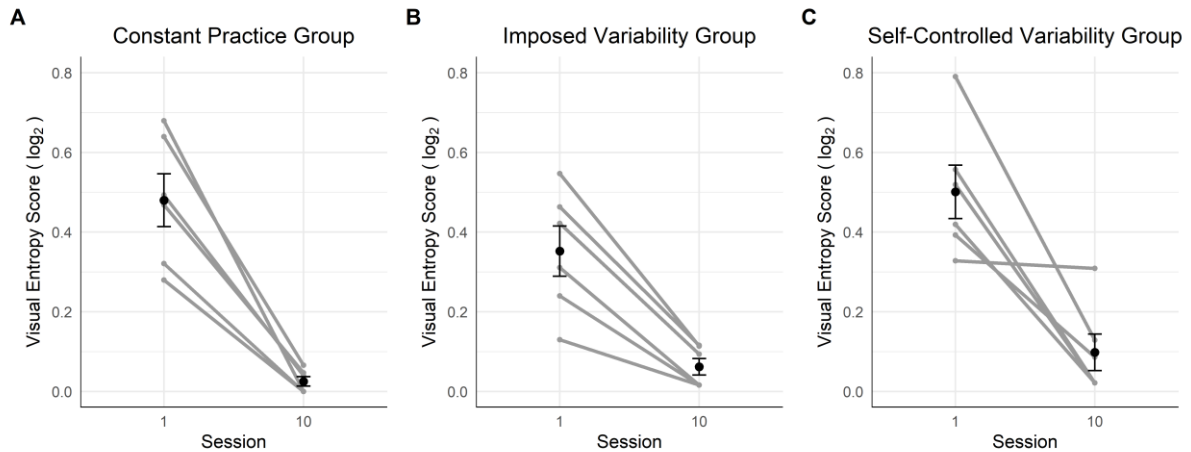 A
Constant Practice Group
Visual Entropy Score ( log₂ )
0.8
0.6
0.4
0.2
0.0
1
10
Session
B
Imposed Variability Group
Visual Entropy Score ( log₂ )
0.8
0.6
0.4
0.2
0.0
1
10
Session
C
Self-Controlled Variability Group
Visual Entropy Score ( log₂ )
0.8
0.6
0.4
0.2
0.0
1
10
Session